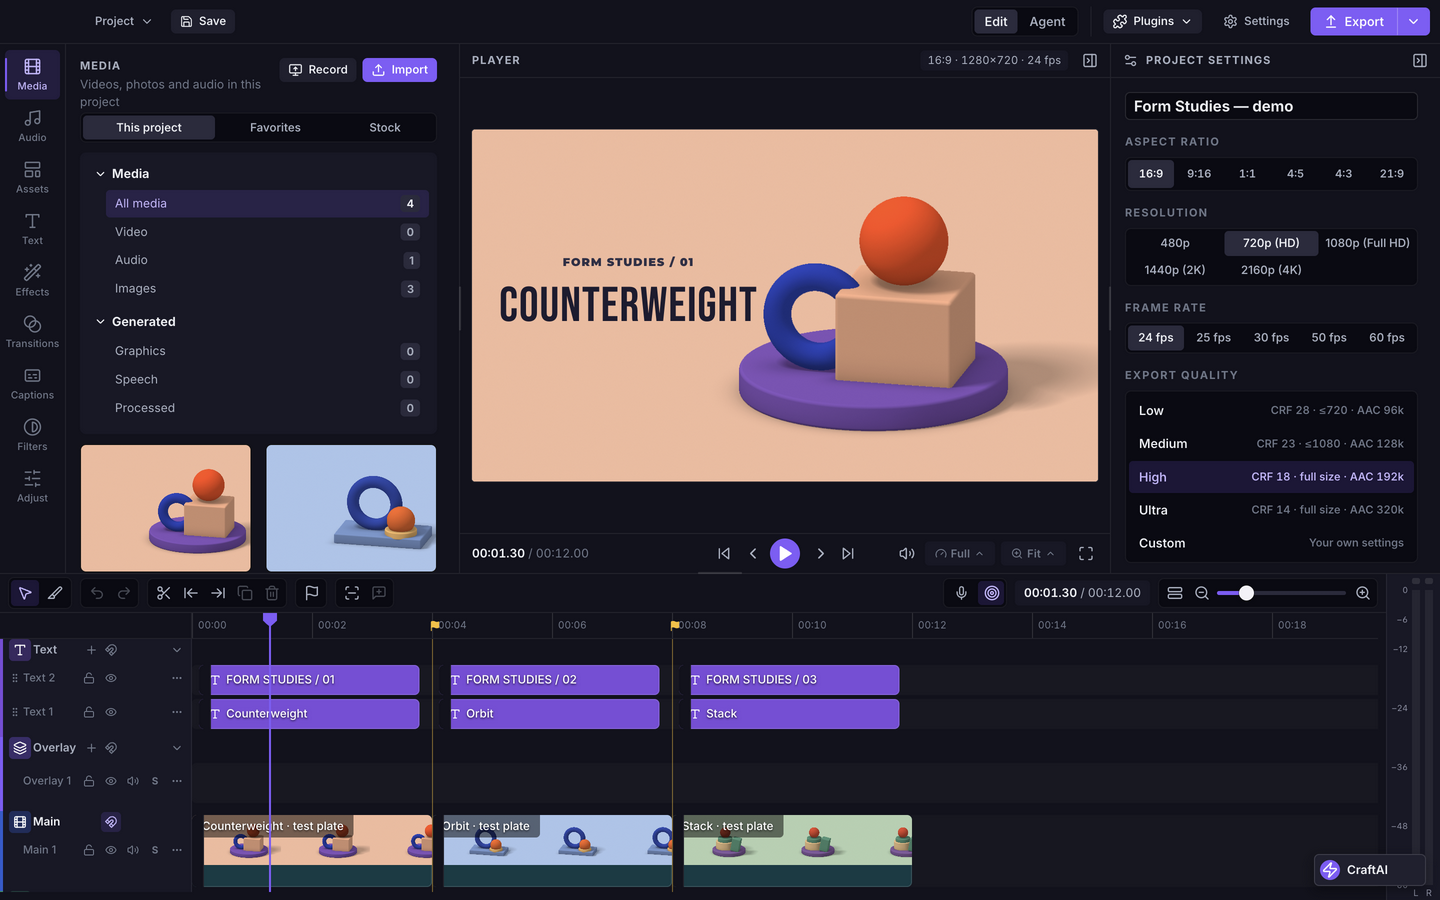 Project
Save
Edit
Agent
Plugins
Settings
Export
Media
Audio
Assets
Text
Effects
Transitions
Captions
Filters
Adjust
MEDIA
Videos, photos and audio in this
project
Record
Import
This project
Favorites
Stock
Media
All media 4
Video 0
Audio 1
Images 3
Generated
Graphics 0
Speech 0
Processed 0
PLAYER
16:9 · 1280×720 · 24 fps
FORM STUDIES / 01
COUNTERWEIGHT
00:01.30 / 00:12.00
Full
Fit
PROJECT SETTINGS
Form Studies — demo
ASPECT RATIO
16:9 9:16 1:1 4:5 4:3 21:9
RESOLUTION
480p 720p (HD) 1080p (Full HD)
1440p (2K) 2160p (4K)
FRAME RATE
24 fps 25 fps 30 fps 50 fps 60 fps
EXPORT QUALITY
Low CRF 28 · ≤720 · AAC 96k
Medium CRF 23 · ≤1080 · AAC 128k
High CRF 18 · full size · AAC 192k
Ultra CRF 14 · full size · AAC 320k
Custom Your own settings
00:01.30 / 00:12.00
00:00 00:02 00:04 00:06 00:08 00:10 00:12 00:14 00:16 00:18
T Text
Text 2
T FORM STUDIES / 01
T FORM STUDIES / 02
T FORM STUDIES / 03
Text 1
T Counterweight
T Orbit
T Stack
Overlay
Overlay 1 S
Main
Main 1 S
Counterweight · test plate
Orbit · test plate
Stack · test plate
0
-6
-12
-24
-36
-48
L R
CraftAI